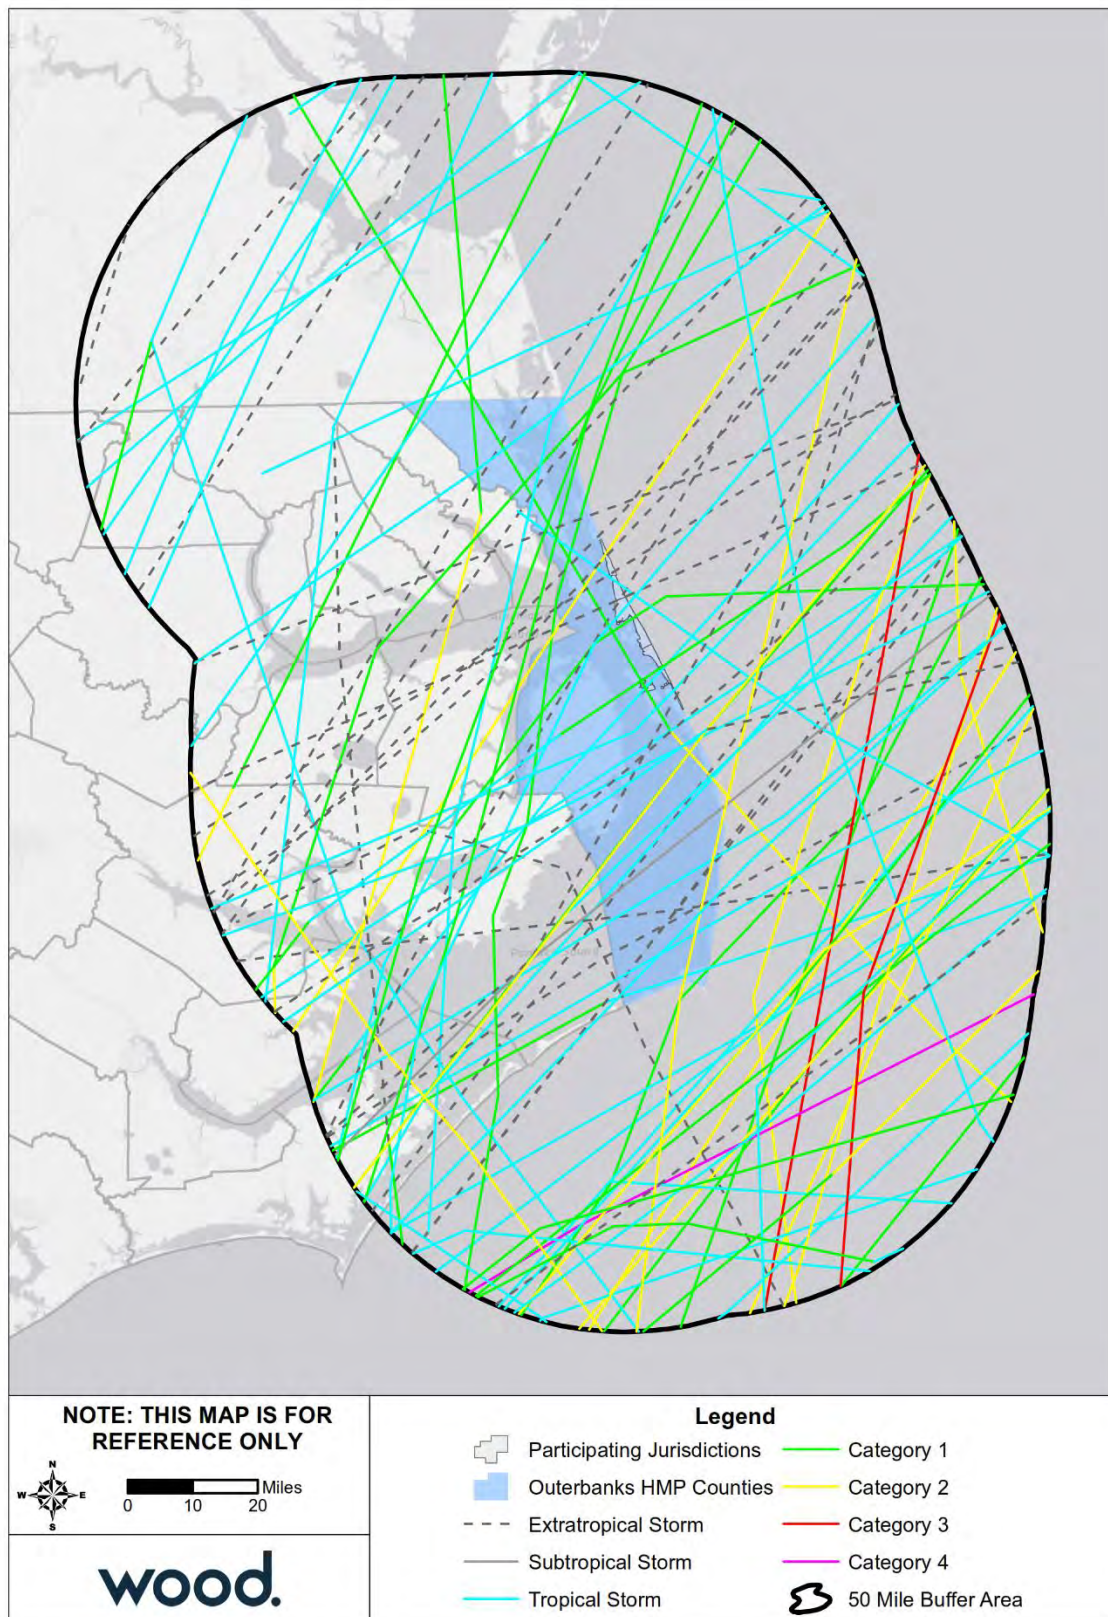 NOTE: THIS MAP IS FOR
REFERENCE ONLY
N
W E
S
Miles
0 10 20
wood.
Legend
Participating Jurisdictions
Outerbanks HMP Counties
Extratropical Storm
Subtropical Storm
Tropical Storm
Category 1
Category 2
Category 3
Category 4
50 Mile Buffer Area